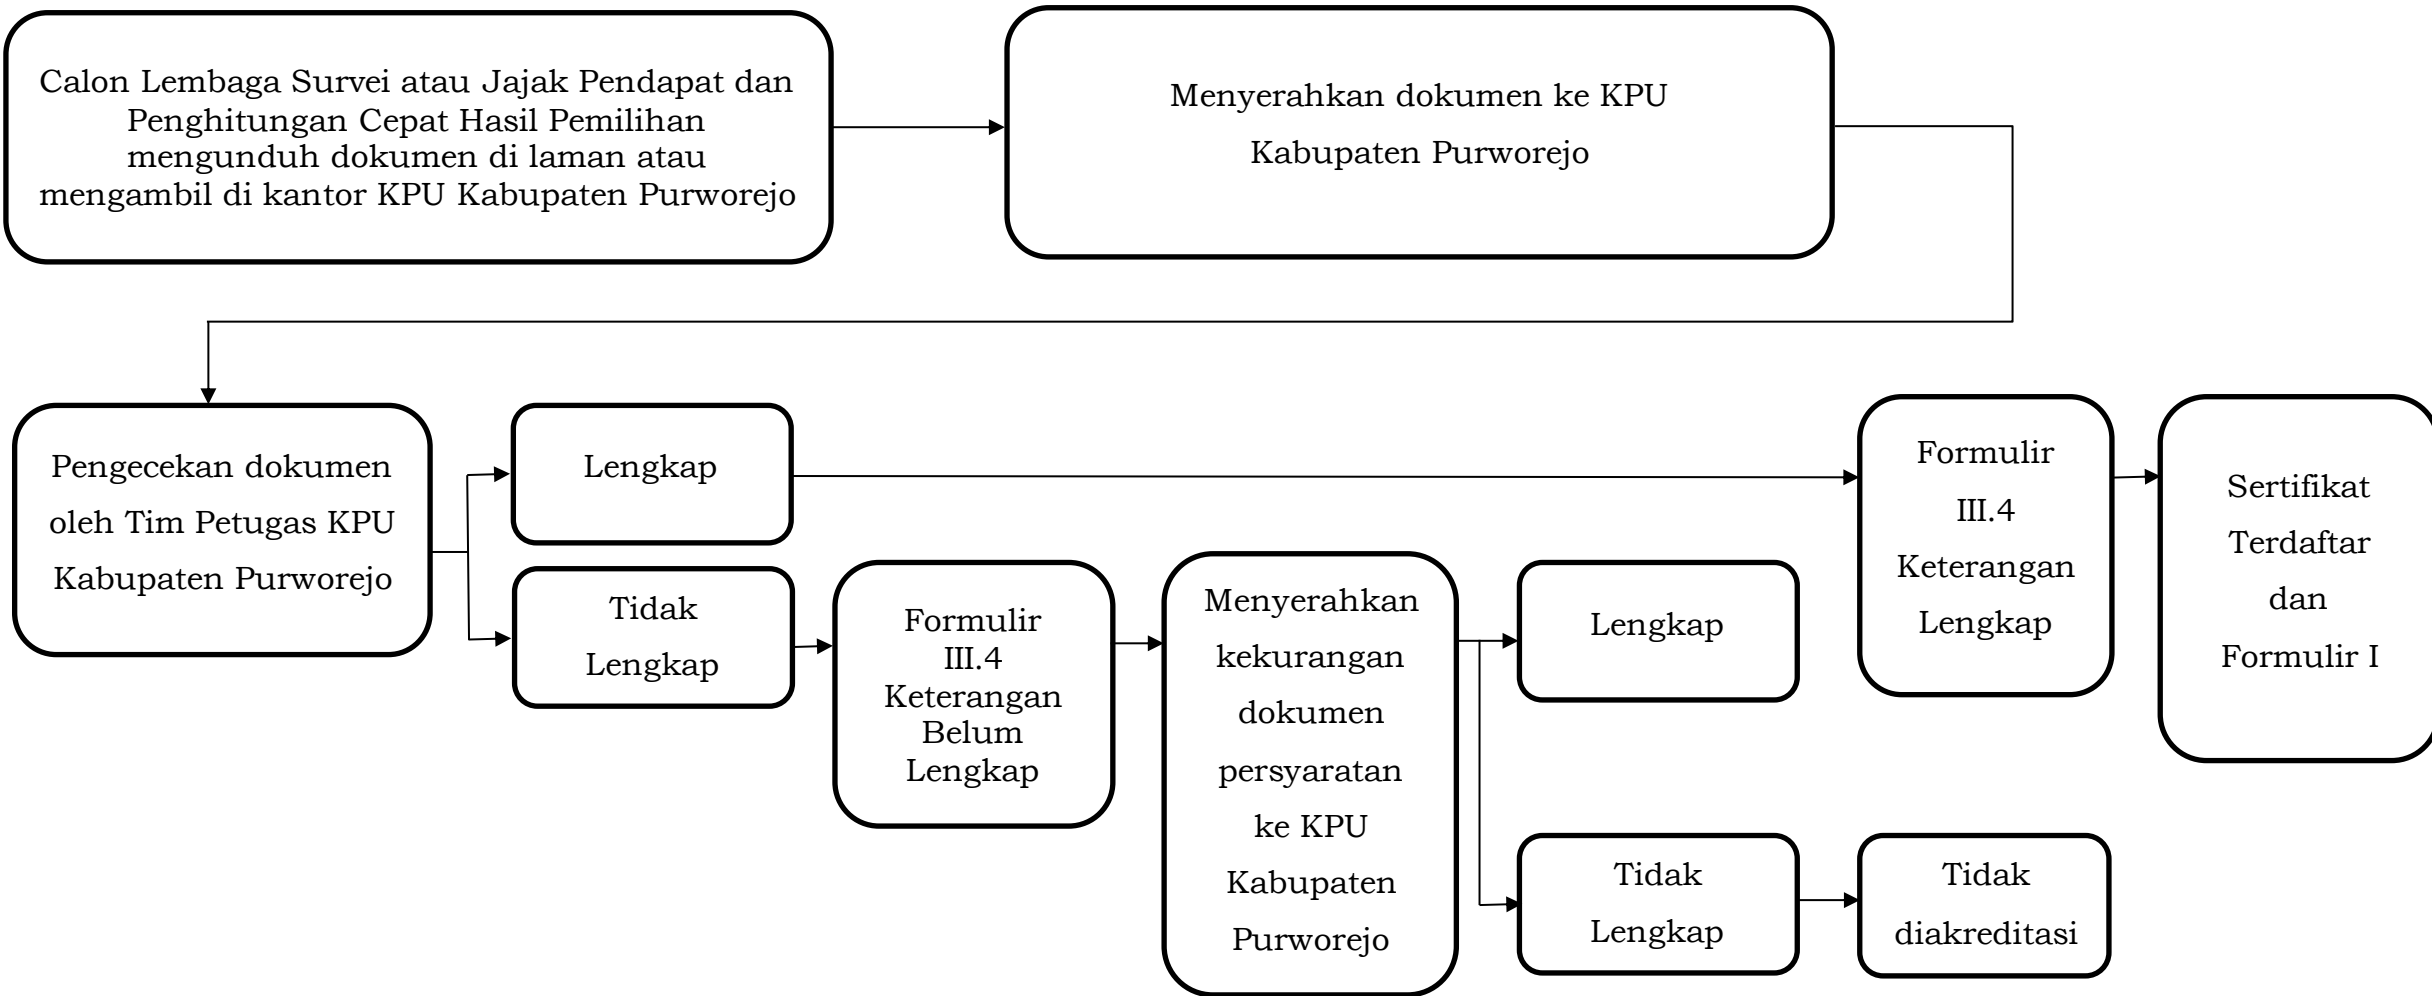 Calon Lembaga Survei atau Jajak Pendapat dan
Penghitungan Cepat Hasil Pemilihan
mengunduh dokumen di laman atau
mengambil di kantor KPU Kabupaten Purworejo
Menyerahkan dokumen ke KPU
Kabupaten Purworejo
Pengecekan dokumen
oleh Tim Petugas KPU
Kabupaten Purworejo
Lengkap
Tidak
Lengkap
Formulir
III.4
Keterangan
Belum
Lengkap
Menyerahkan
kekurangan
dokumen
persyaratan
ke KPU
Kabupaten
Purworejo
Lengkap
Tidak
Lengkap
Tidak
diakreditasi
Formulir
III.4
Keterangan
Lengkap
Sertifikat
Terdaftar
dan
Formulir I